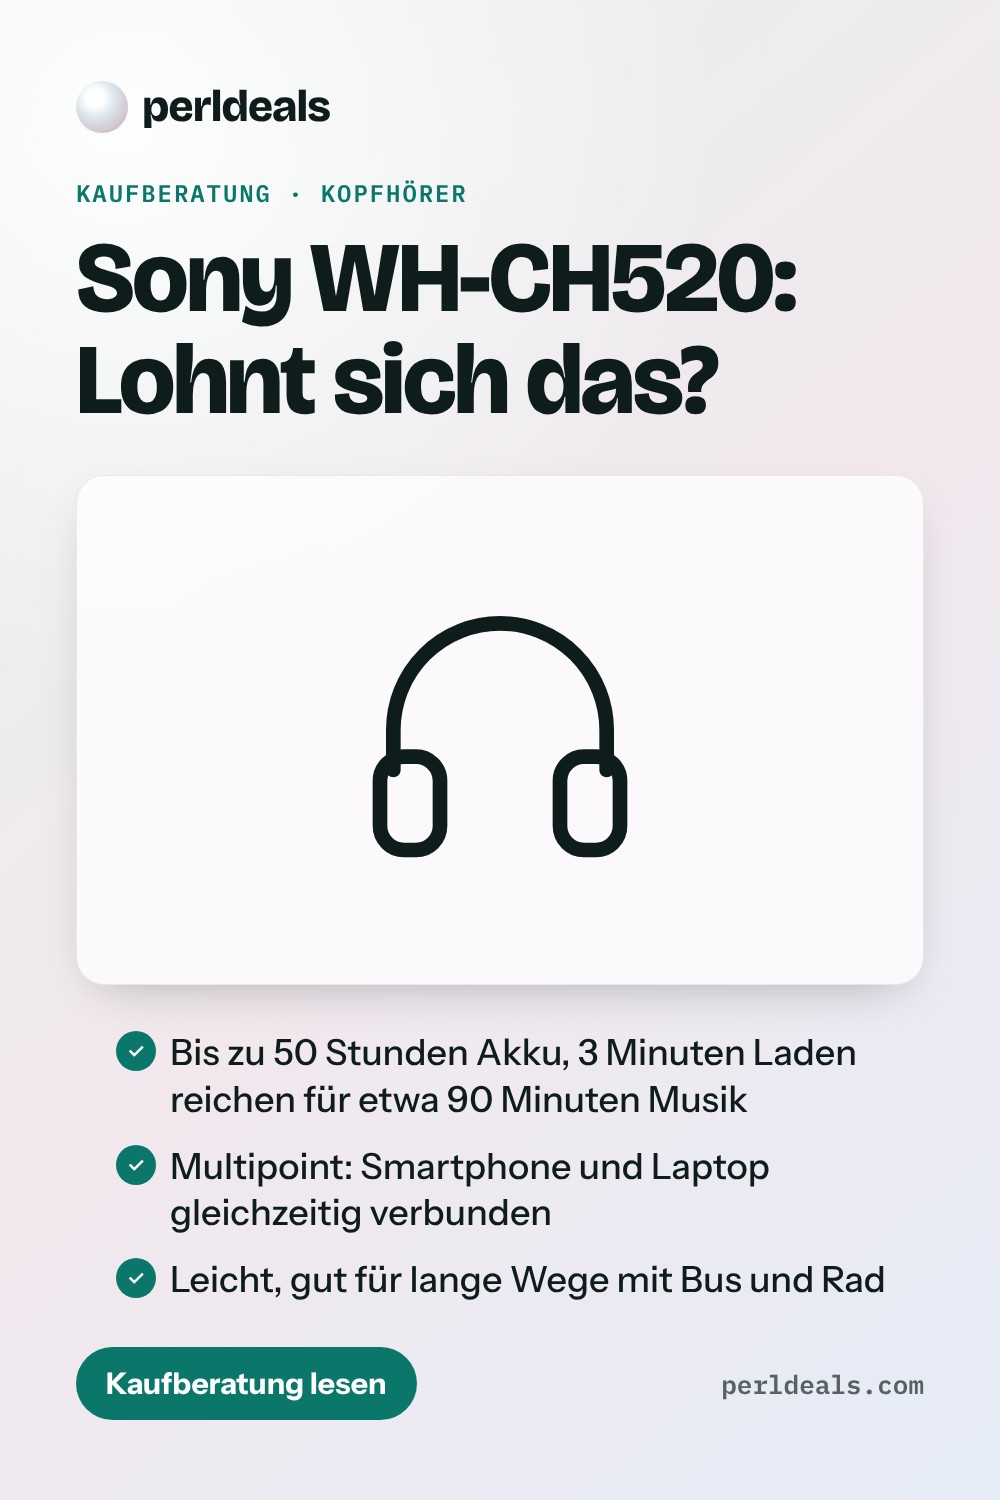 perldeals
KAUFBERATUNG · KOPFHÖRER
Sony WH-CH520:
Lohnt sich das?
Bis zu 50 Stunden Akku, 3 Minuten Laden
reichen für etwa 90 Minuten Musik
Multipoint: Smartphone und Laptop
gleichzeitig verbunden
Leicht, gut für lange Wege mit Bus und Rad
Kaufberatung lesen
perldeals.com